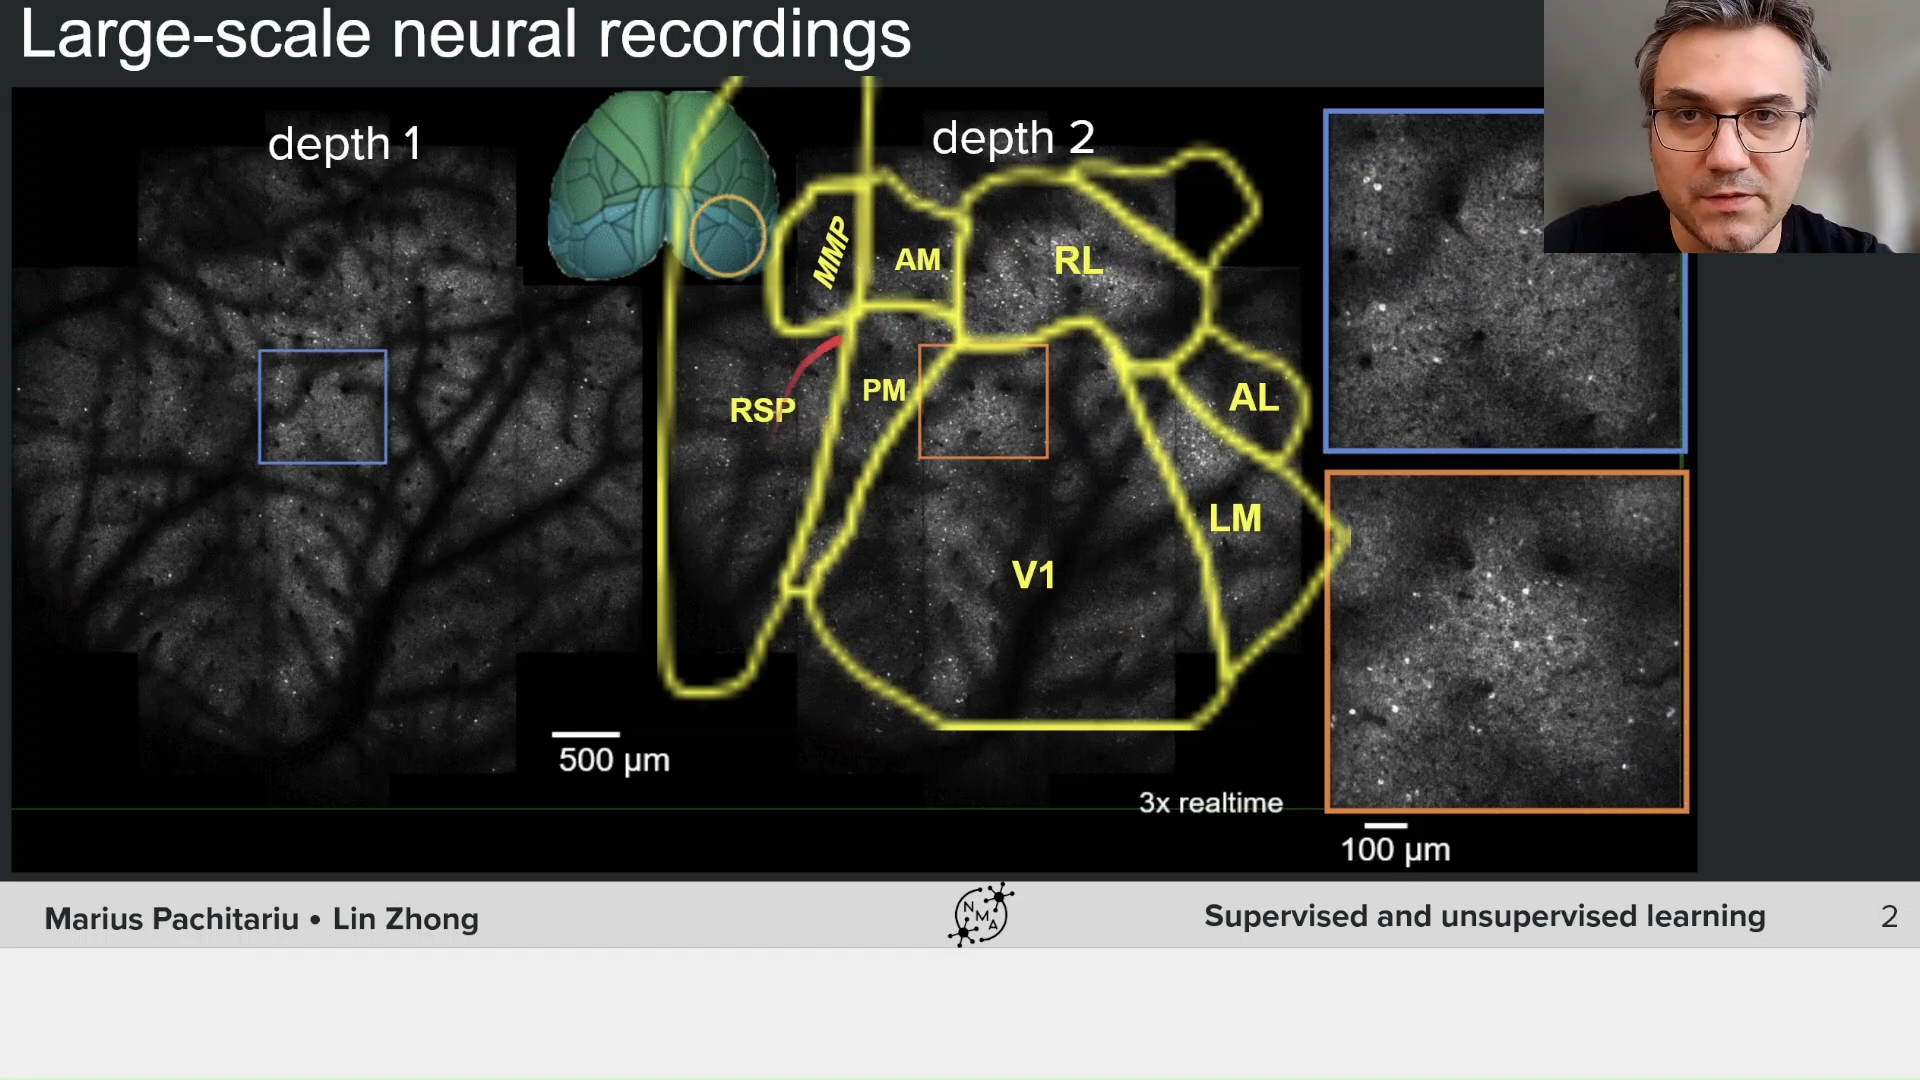 Large-scale neural recordings
depth 1
depth 2
MMP
AM
RL
RSP
PM
AL
LM
V1
500 µm
3x realtime
100 µm
Marius Pachitariu • Lin Zhong
N
M
A
Supervised and unsupervised learning
2